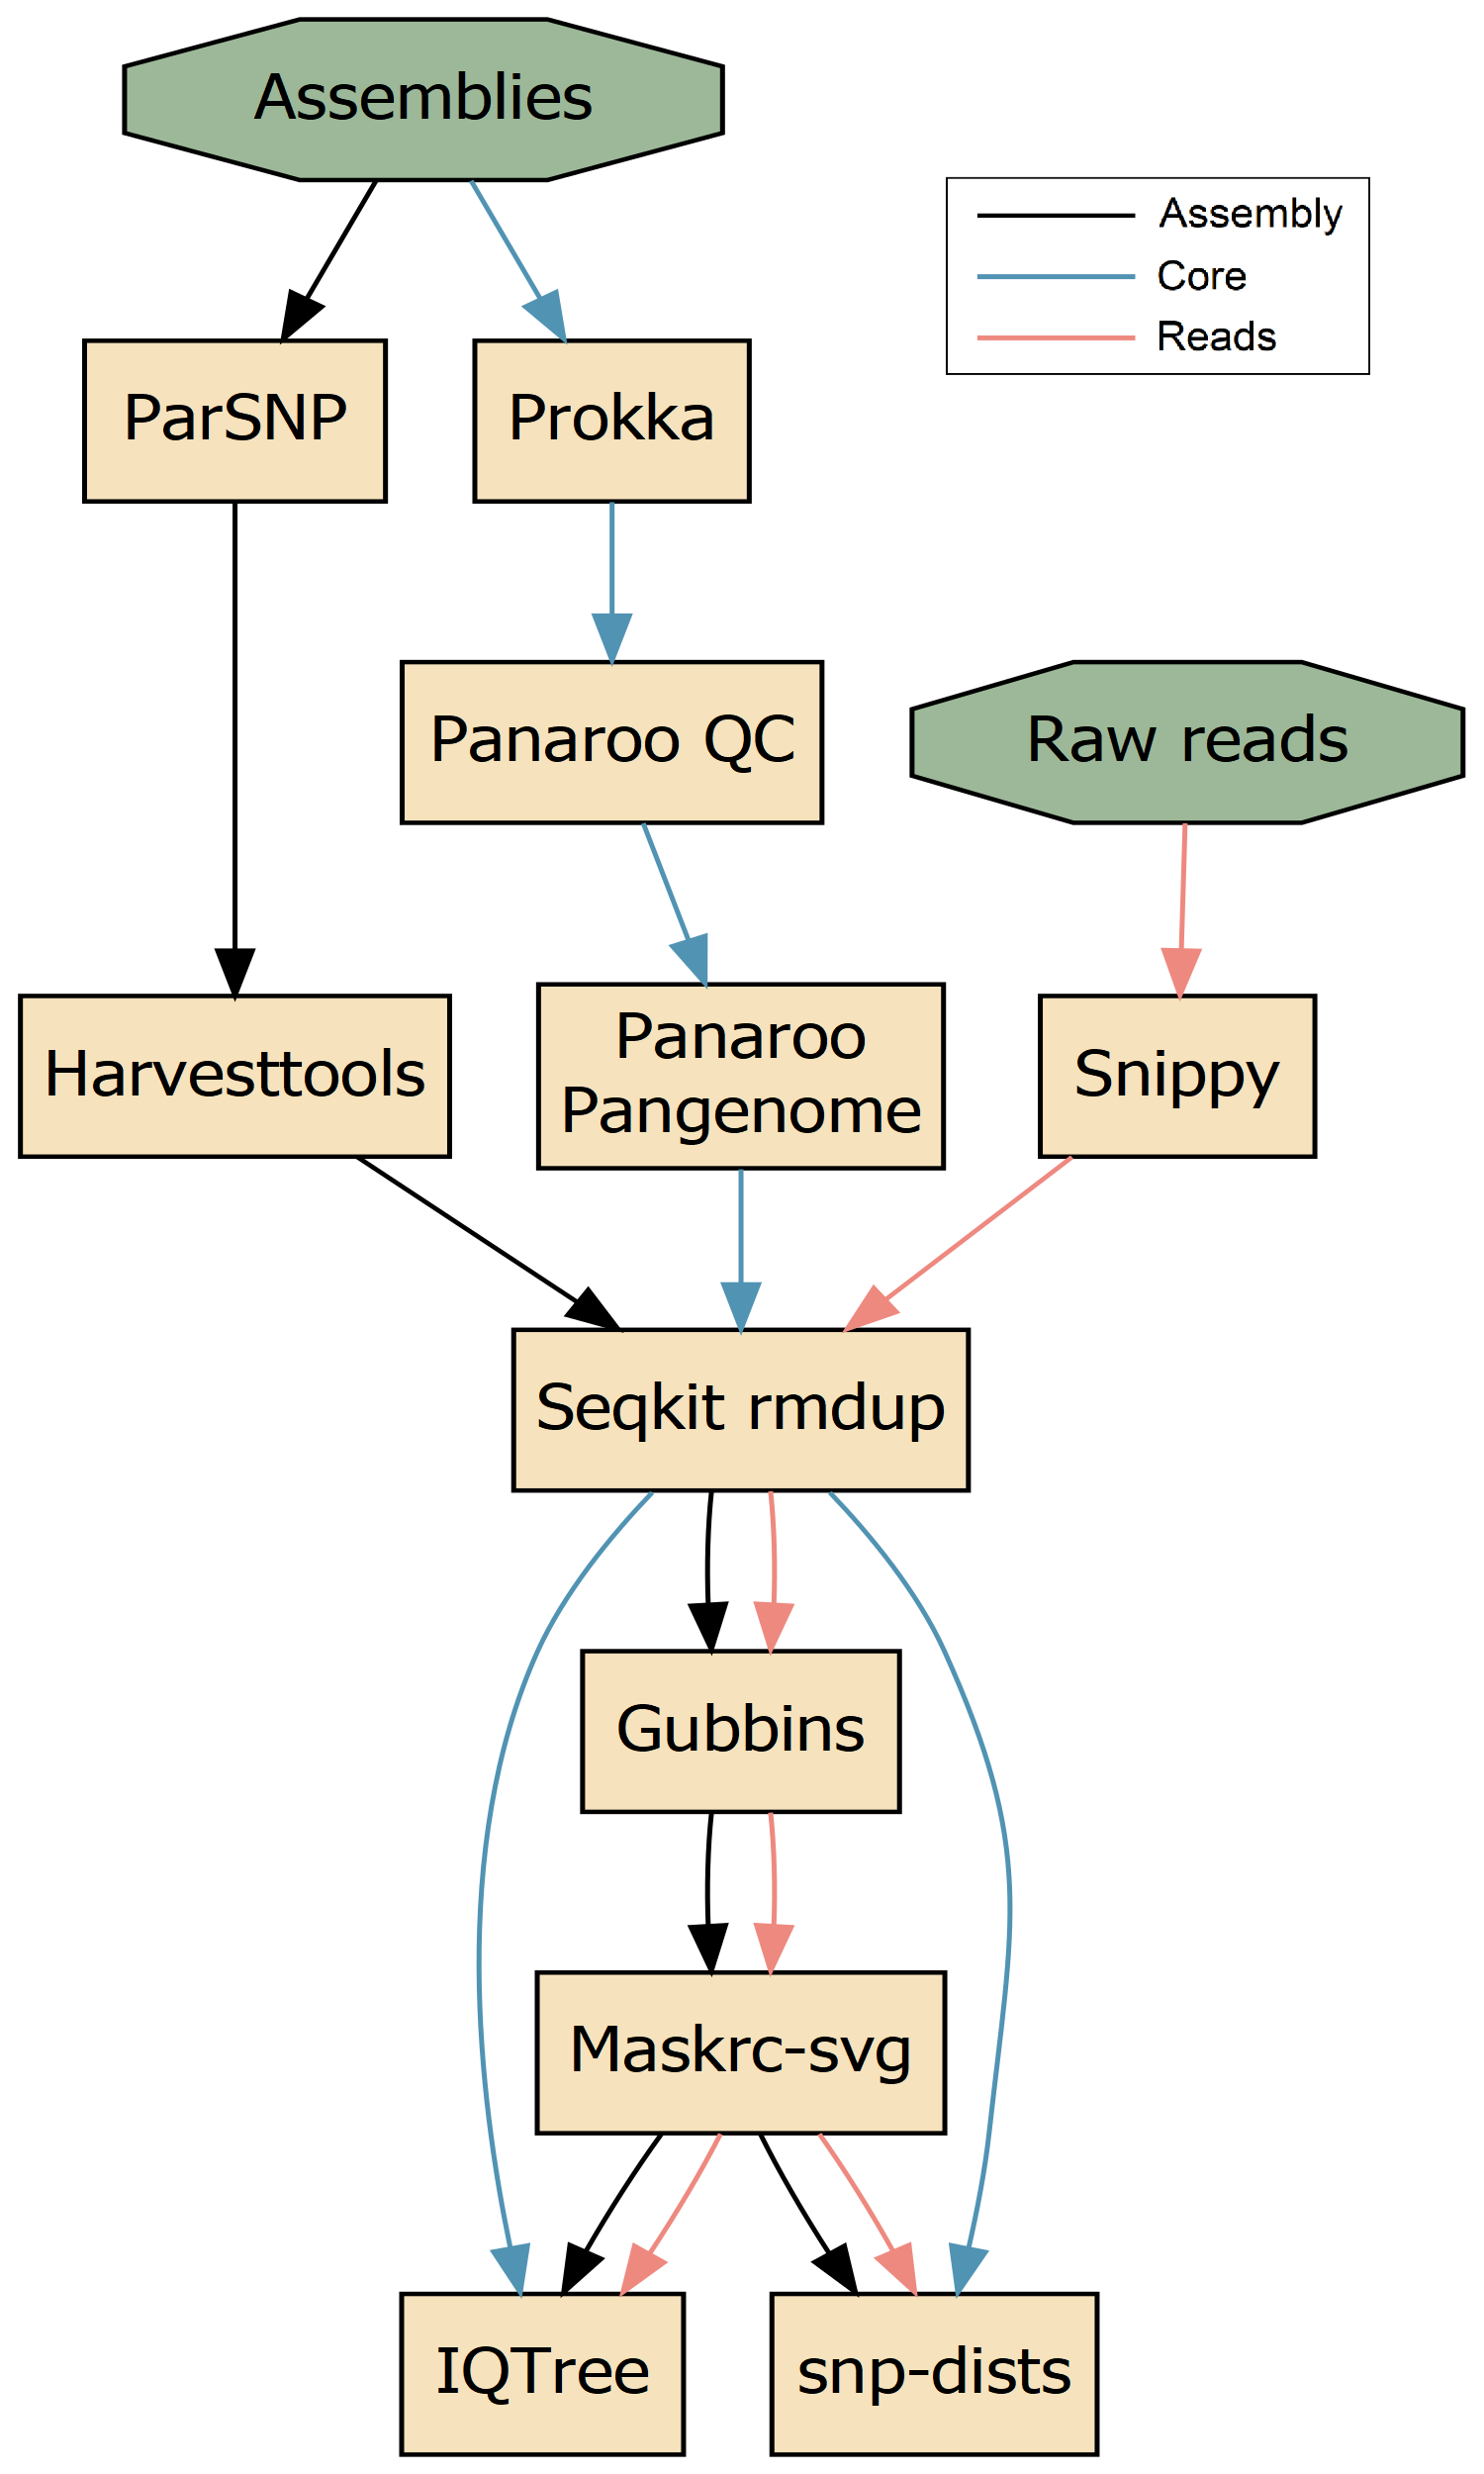 Assemblies
Assembly
Core
Reads
ParSNP
Prokka
Panaroo QC
Raw reads
Harvesttools
Panaroo
Pangenome
Snippy
Seqkit rmdup
Gubbins
Maskrc-svg
IQTree
snp-dists